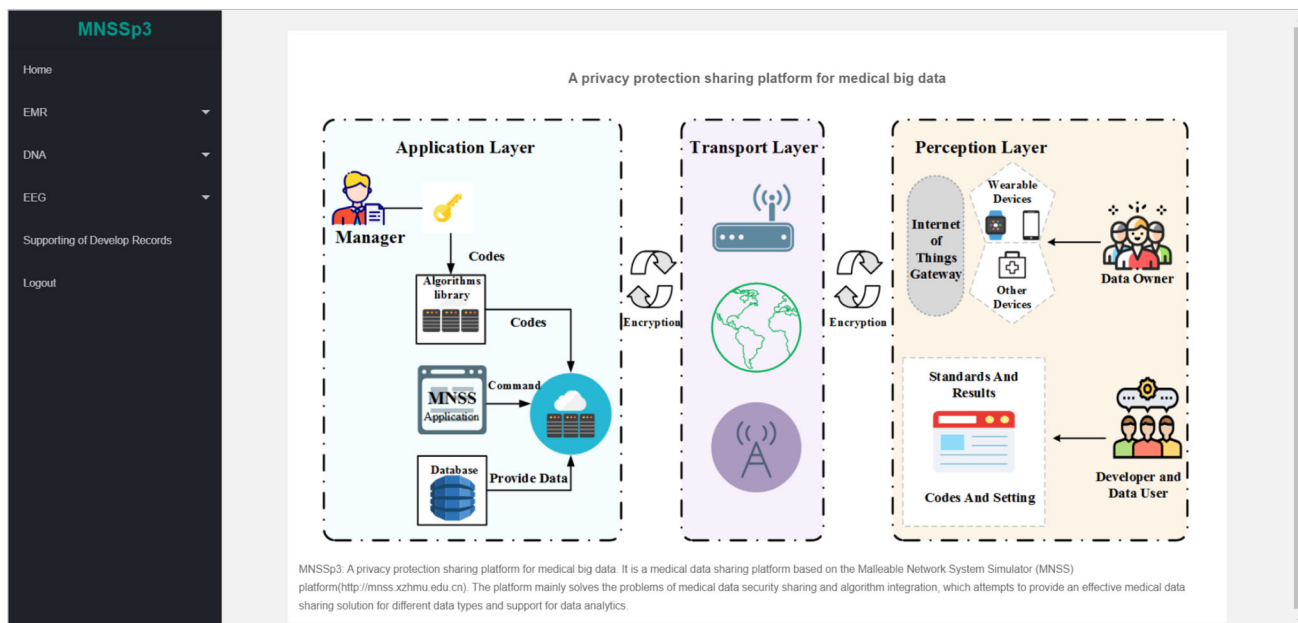 MNSSp3
Home
EMR
DNA
EEG
Supporting of Develop Records
Logout
A privacy protection sharing platform for medical big data
Application Layer
Manager
Codes
Algorithms
library
Codes
Command
MNSS
Application
Database
Provide Data
Encryption
Transport Layer
Encryption
Perception Layer
Internet
of
Things
Gateway
Wearable
Devices
Other
Devices
Data Owner
Standards And
Results
Codes And Setting
Developer and
Data User
MNSSp3: A privacy protection sharing platform for medical big data. It is a medical data sharing platform based on the Malleable Network System Simulator (MNSS)
platform(http://mnss.xzhmu.edu.cn). The platform mainly solves the problems of medical data security sharing and algorithm integration, which attempts to provide an effective medical data
sharing solution for different data types and support for data analytics.